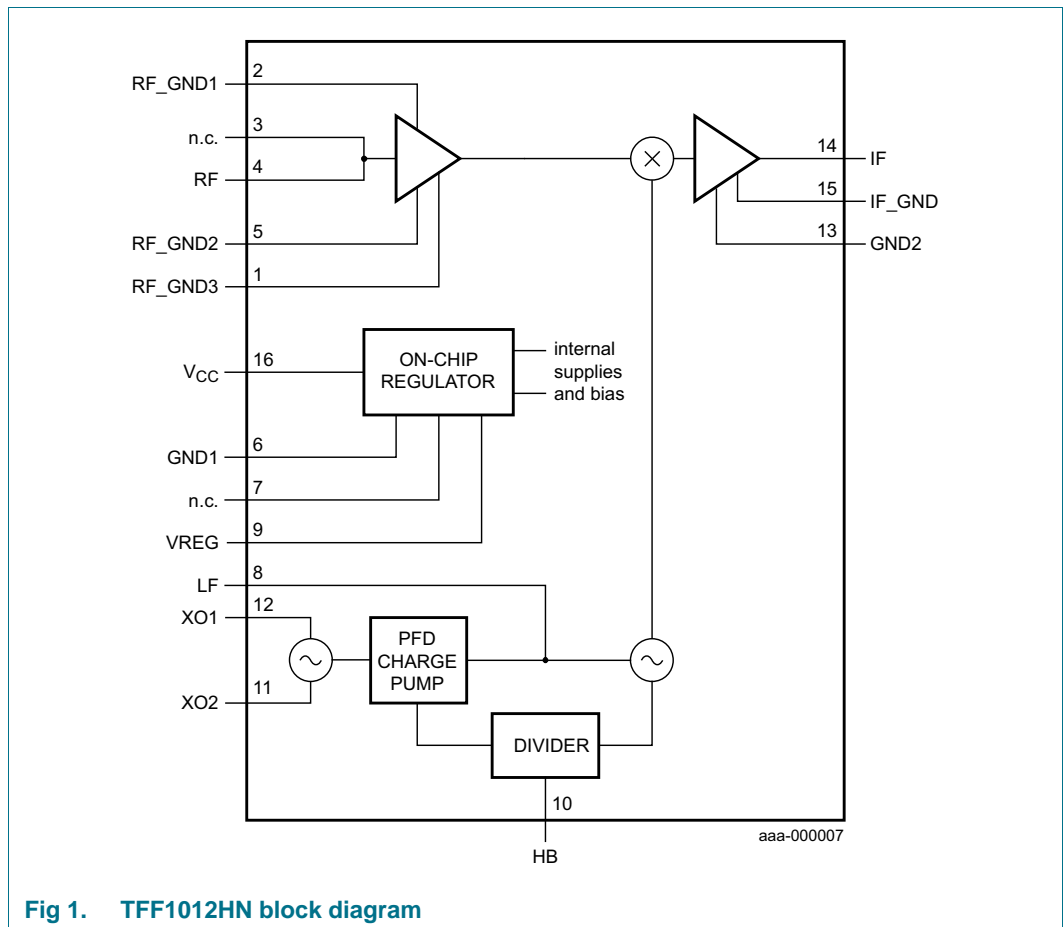 2
RF_GND1
3
n.c.
4
RF
14
IF
15
IF_GND
5
RF_GND2
13
GND2
1
RF_GND3
16
VCC
ON-CHIP
REGULATOR
internal
supplies
and bias
6
GND1
7
n.c.
9
VREG
8
LF
12
XO1
PFD
CHARGE
PUMP
11
XO2
DIVIDER
10
HB
aaa-000007
Fig 1. TFF1012HN block diagram